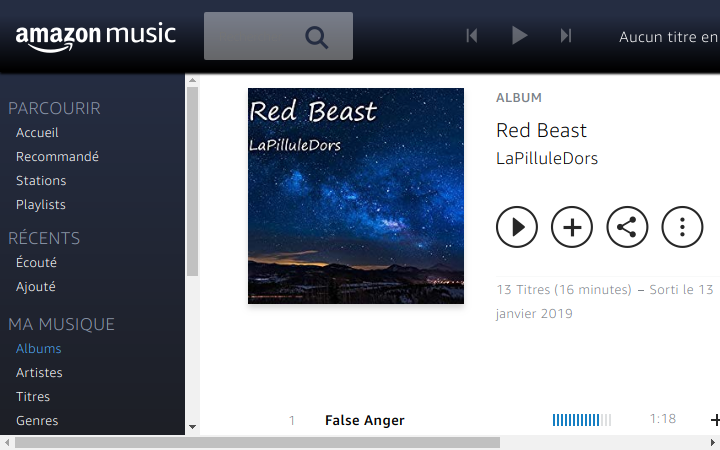 amazon music
Aucun titre en
PARCOURIR
Accueil
Recommandé
Stations
Playlists
RÉCENTS
Écouté
Ajouté
MA MUSIQUE
Albums
Artistes
Titres
Genres
Red Beast
LaPilluleDors
ALBUM
Red Beast
LaPilluleDors
13 Titres (16 minutes) – Sorti le 13
janvier 2019
1 False Anger 1:18